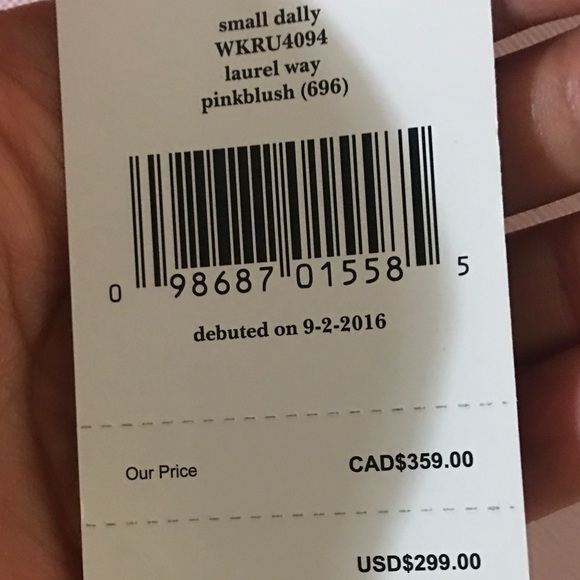 small dally
WKRU4094
laurel way
pinkblush (696)
0 98687 01558 5
debuted on 9-2-2016
Our Price CAD$359.00
USD$299.00